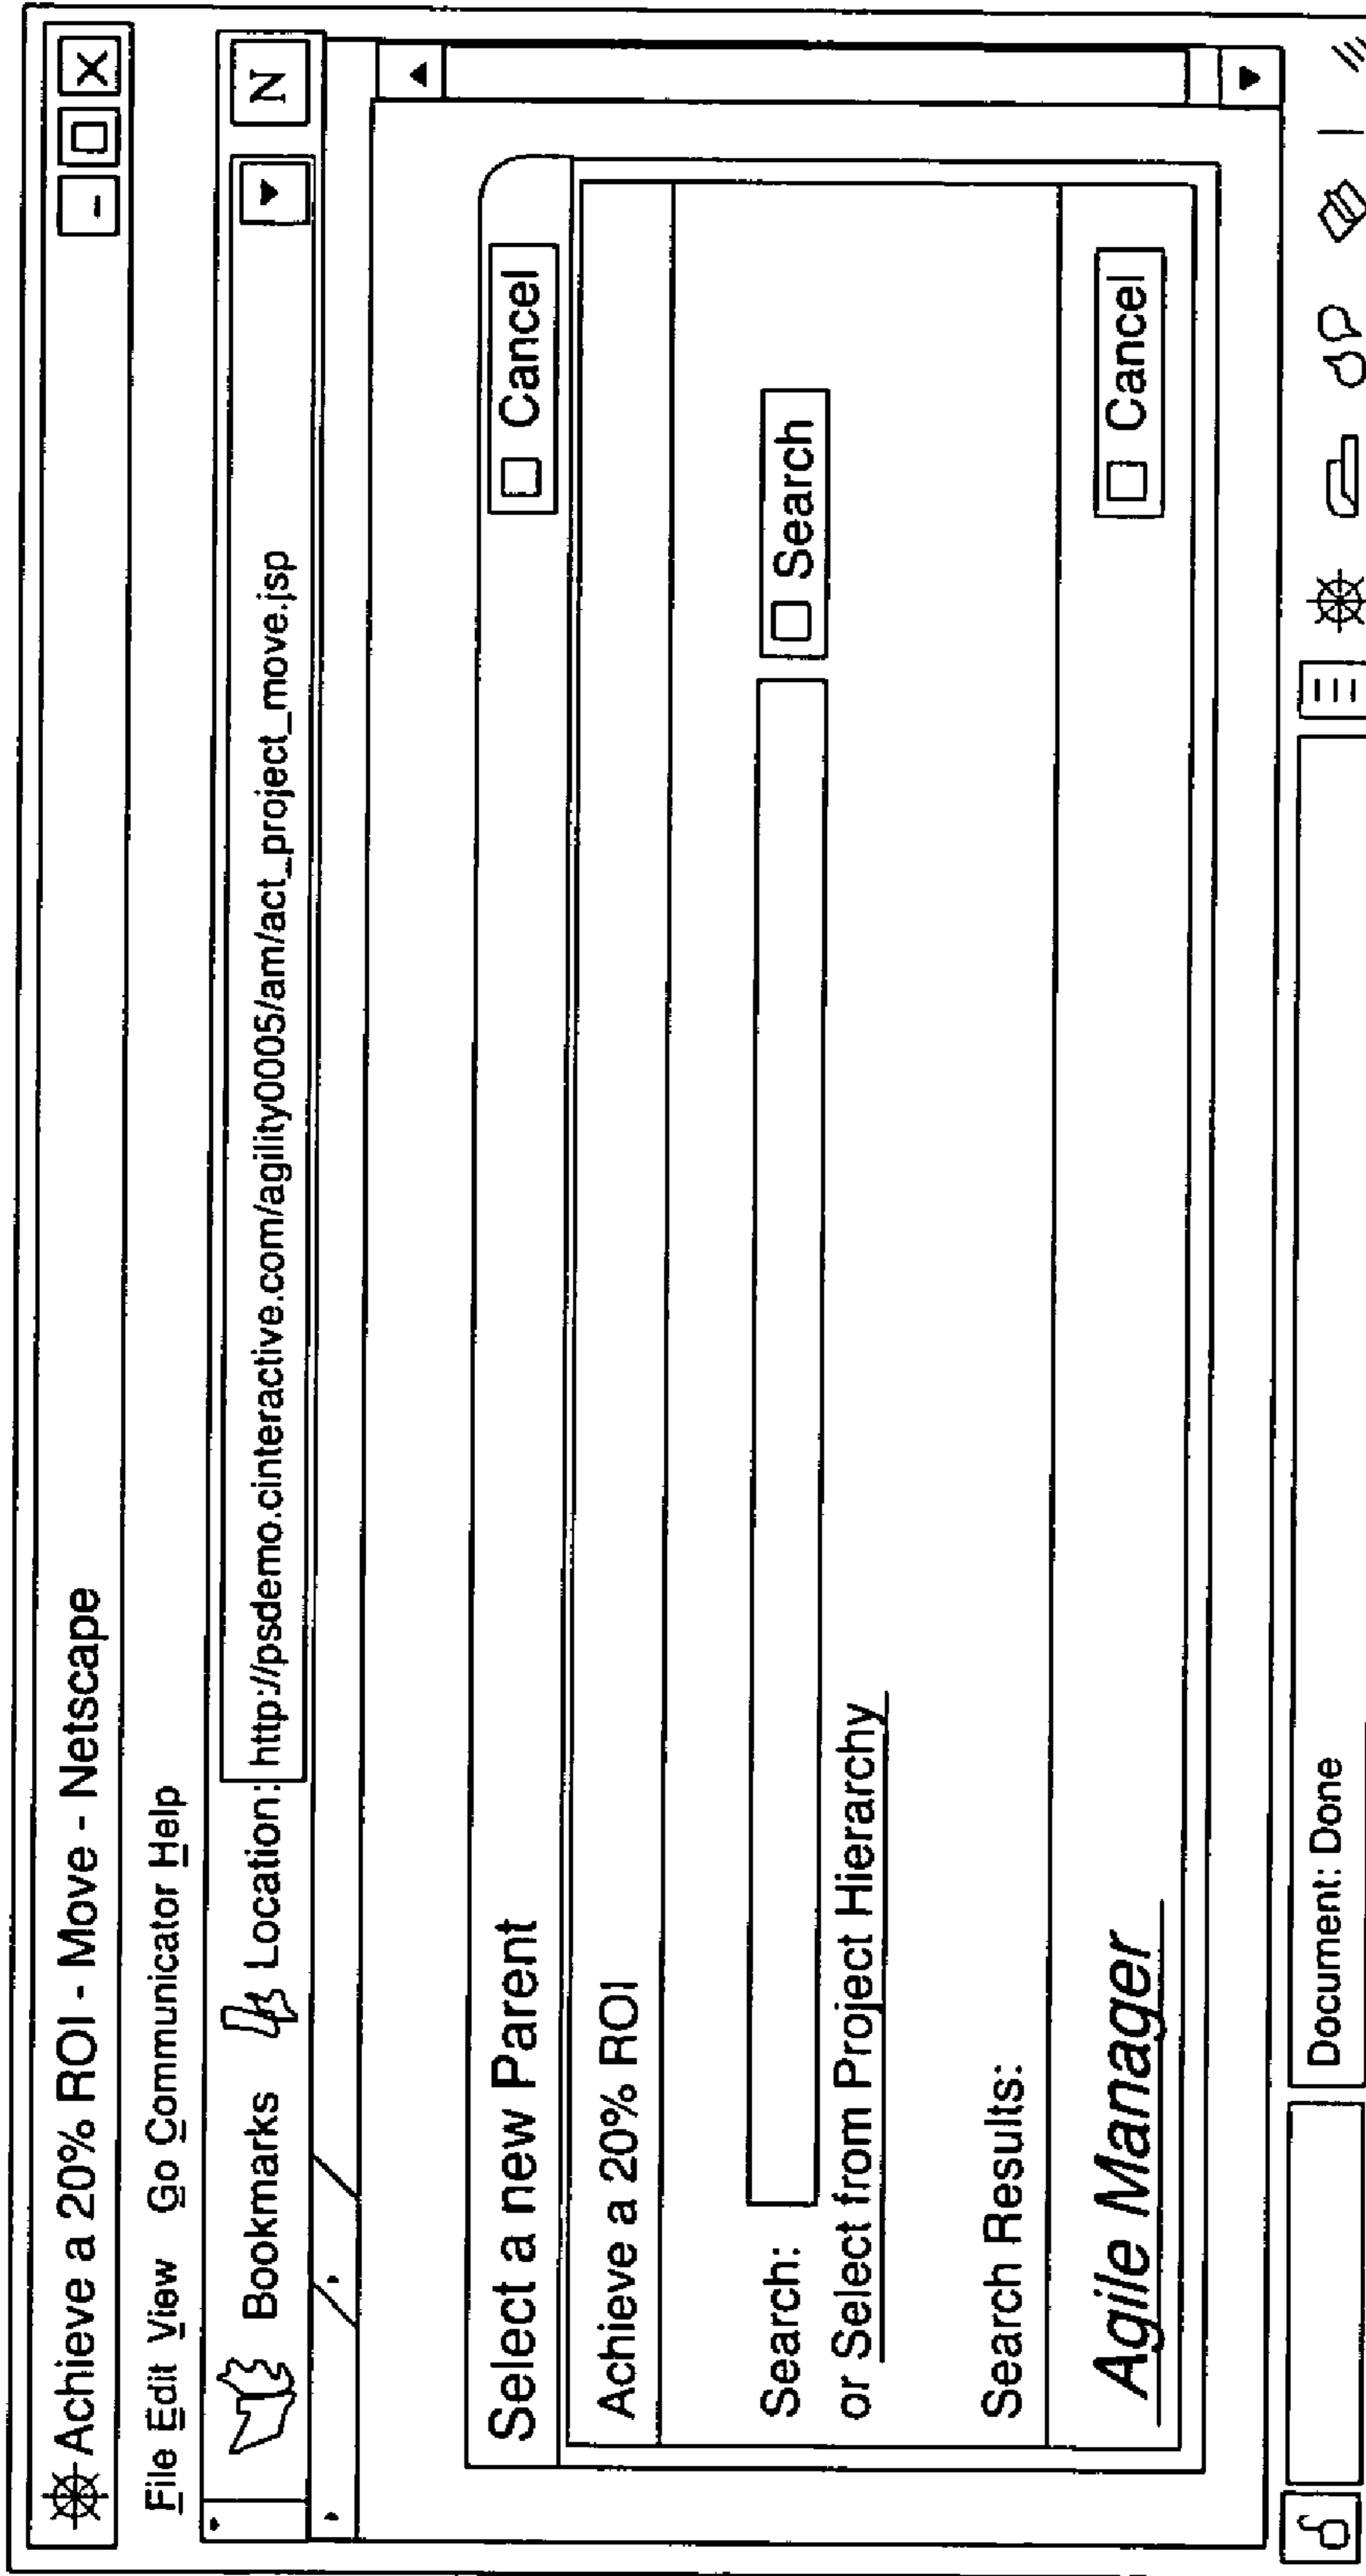 Achieve a 20% ROI - Move - Netscape
File Edit View Go Communicator Help
Bookmarks Location: http://psdemo.cinteractive.com/agility0005/am/act_project_move.jsp N
Select a new Parent Cancel
Achieve a 20% ROI
Search: Search
or Select from Project Hierarchy
Search Results:
Agile Manager Cancel
Document: Done